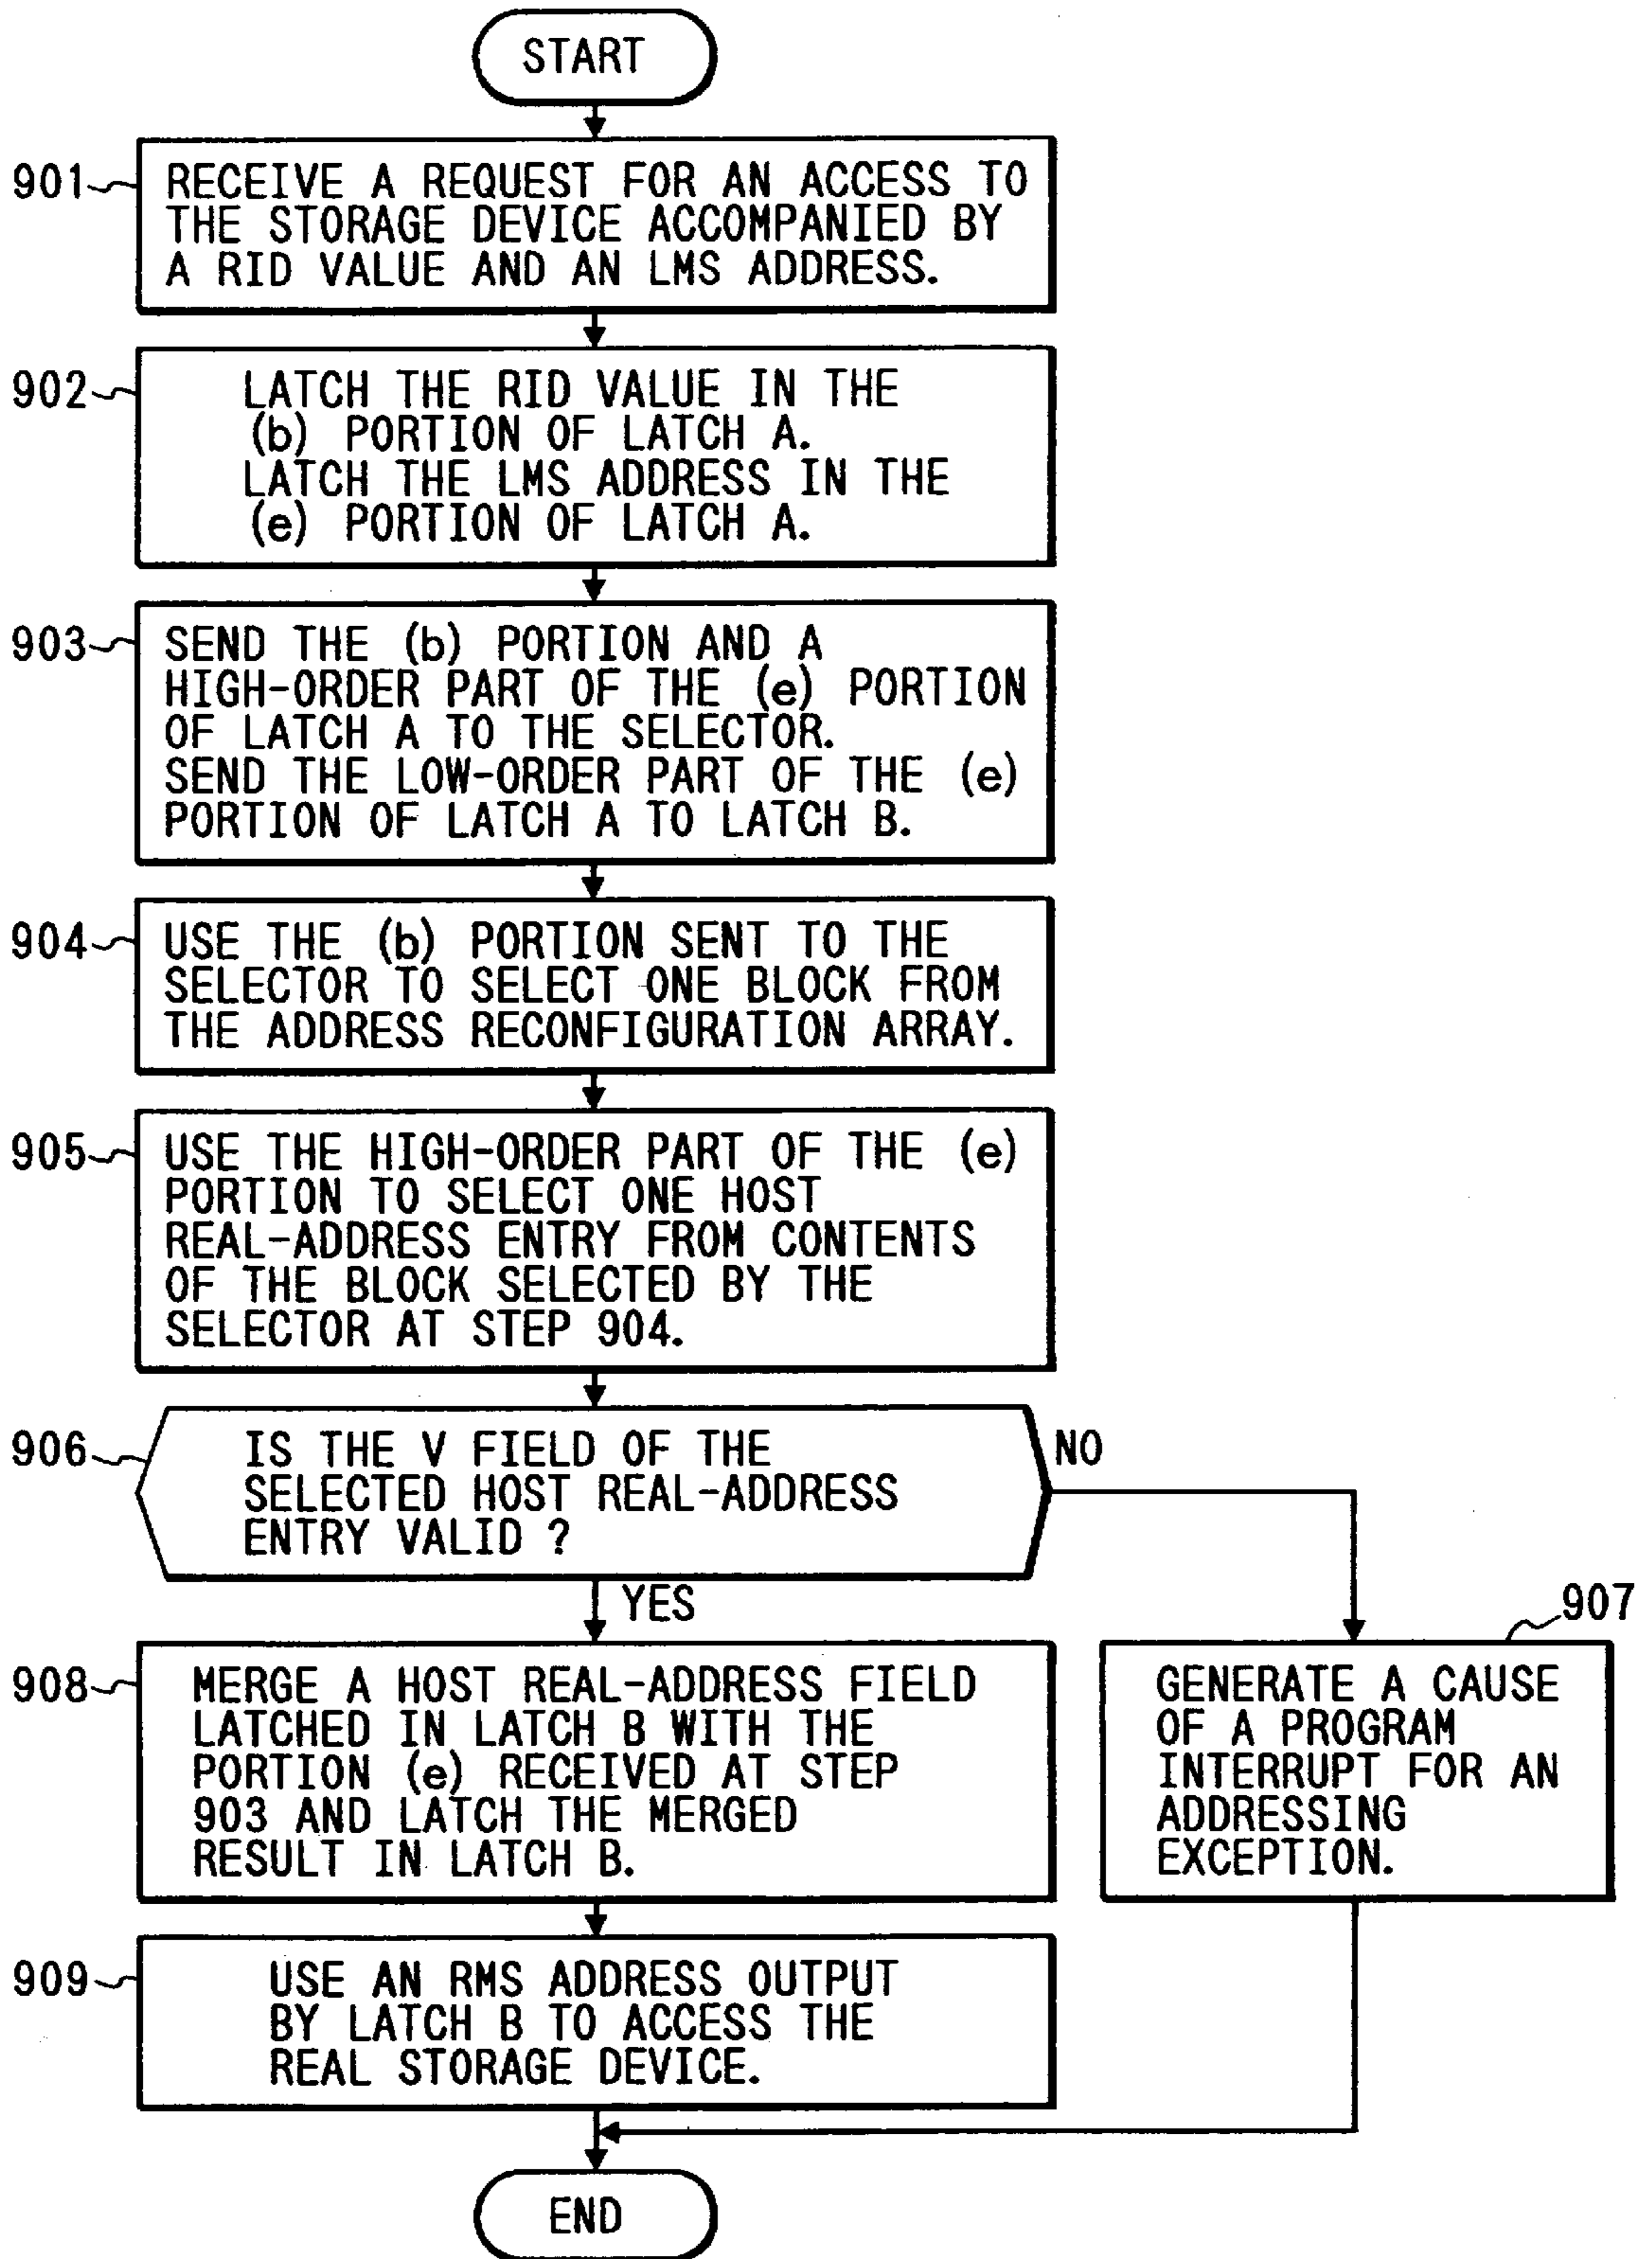 START
901
RECEIVE A REQUEST FOR AN ACCESS TO
THE STORAGE DEVICE ACCOMPANIED BY
A RID VALUE AND AN LMS ADDRESS.
902
LATCH THE RID VALUE IN THE
(b) PORTION OF LATCH A.
LATCH THE LMS ADDRESS IN THE
(e) PORTION OF LATCH A.
903
SEND THE (b) PORTION AND A
HIGH-ORDER PART OF THE (e) PORTION
OF LATCH A TO THE SELECTOR.
SEND THE LOW-ORDER PART OF THE (e)
PORTION OF LATCH A TO LATCH B.
904
USE THE (b) PORTION SENT TO THE
SELECTOR TO SELECT ONE BLOCK FROM
THE ADDRESS RECONFIGURATION ARRAY.
905
USE THE HIGH-ORDER PART OF THE (e)
PORTION TO SELECT ONE HOST
REAL-ADDRESS ENTRY FROM CONTENTS
OF THE BLOCK SELECTED BY THE
SELECTOR AT STEP 904.
906
IS THE V FIELD OF THE
SELECTED HOST REAL-ADDRESS
ENTRY VALID ?
NO
YES
907
GENERATE A CAUSE
OF A PROGRAM
INTERRUPT FOR AN
ADDRESSING
EXCEPTION.
908
MERGE A HOST REAL-ADDRESS FIELD
LATCHED IN LATCH B WITH THE
PORTION (e) RECEIVED AT STEP
903 AND LATCH THE MERGED
RESULT IN LATCH B.
909
USE AN RMS ADDRESS OUTPUT
BY LATCH B TO ACCESS THE
REAL STORAGE DEVICE.
END